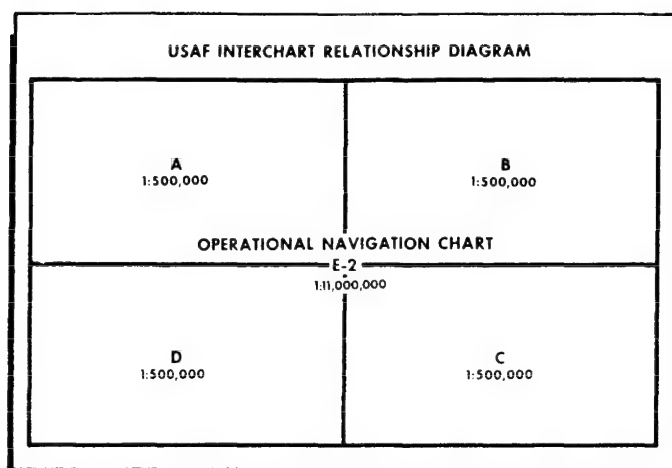 USAF INTERCHART RELATIONSHIP DIAGRAM
A
1:500,000
B
1:500,000
OPERATIONAL NAVIGATION CHART
E-2
1:11,000,000
D
1:500,000
C
1:500,000